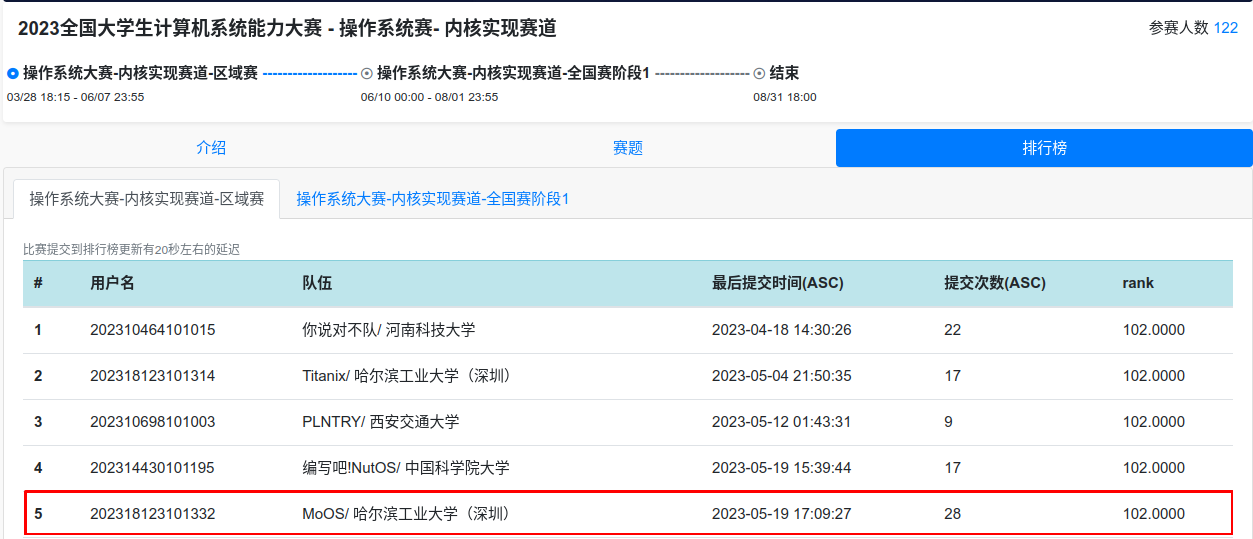 2023全国大学生计算机系统能力大赛 - 操作系统赛- 内核实现赛道 参赛人数 122
操作系统大赛-内核实现赛道-区域赛 操作系统大赛-内核实现赛道-全国赛阶段1 结束
03/28 18:15 - 06/07 23:55 06/10 00:00 - 08/01 23:55 08/31 18:00
介绍 赛题 排行榜
操作系统大赛-内核实现赛道-区域赛 操作系统大赛-内核实现赛道-全国赛阶段1
比赛提交到排行榜更新有20秒左右的延迟
# 用户名 队伍 最后提交时间(ASC) 提交次数(ASC) rank
1 202310464101015 你说对不队/ 河南科技大学 2023-04-18 14:30:26 22 102.0000
2 202318123101314 Titanix/ 哈尔滨工业大学（深圳） 2023-05-04 21:50:35 17 102.0000
3 202310698101003 PLNTRY/ 西安交通大学 2023-05-12 01:43:31 9 102.0000
4 202314430101195 编写吧!NutOS/ 中国科学院大学 2023-05-19 15:39:44 17 102.0000
5 202318123101332 MoOS/ 哈尔滨工业大学（深圳） 2023-05-19 17:09:27 28 102.0000